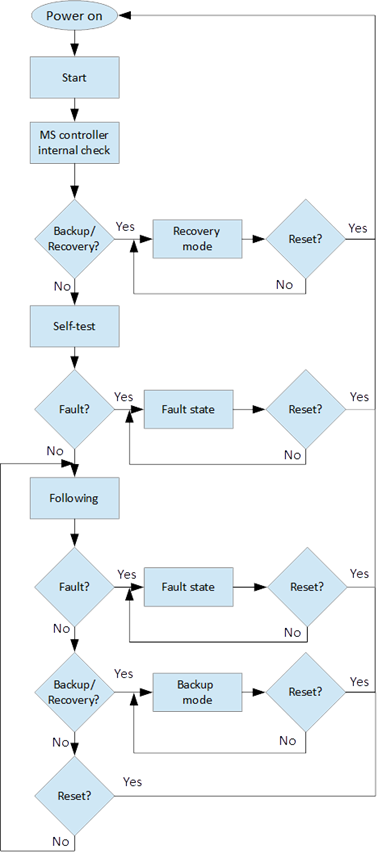 Power on
Start
MS controller
internal check
Backup/
Recovery?
Yes
Recovery
mode
Reset?
Yes
No
No
Self-test
Fault?
Yes
Fault state
Reset?
Yes
No
No
Following
Fault?
Yes
Fault state
Reset?
Yes
No
No
Backup/
Recovery?
Yes
Backup
mode
Reset?
Yes
No
No
Reset?
Yes
No